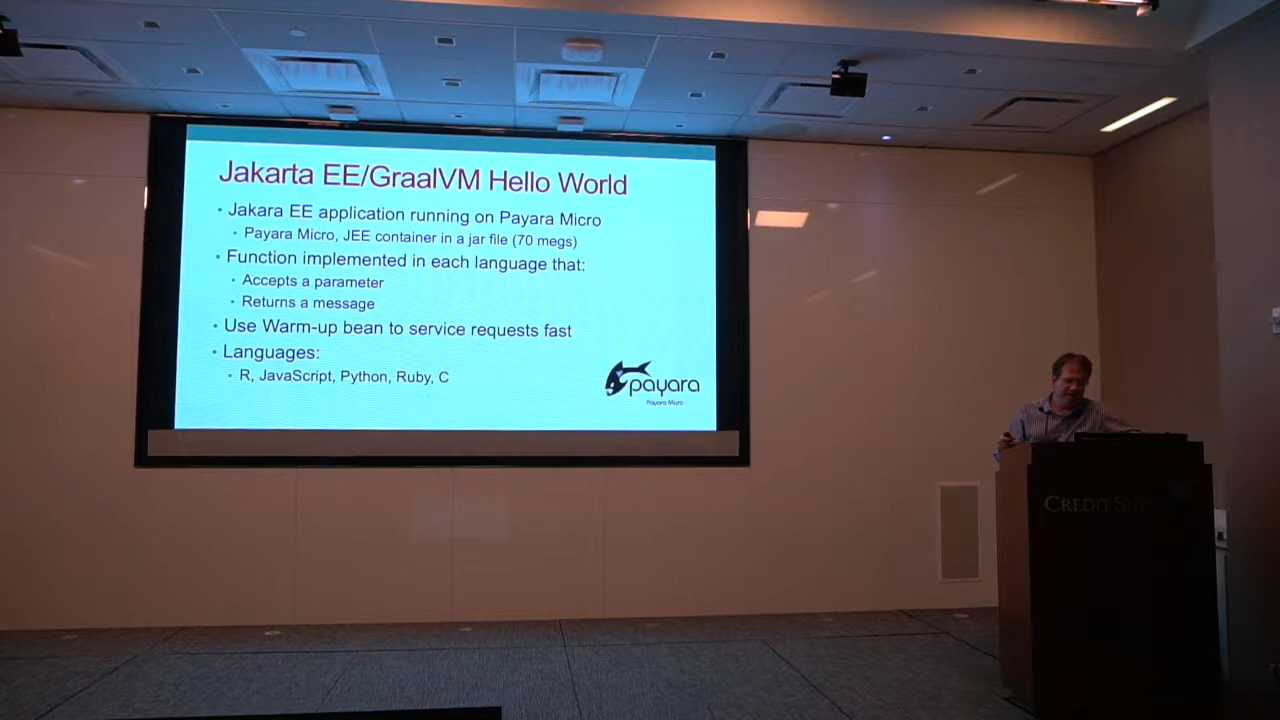 Jakarta EE/GraalVM Hello World
• Jakara EE application running on Payara Micro
• Payara Micro, JEE container in a jar file (70 megs)
• Function implemented in each language that:
• Accepts a parameter
• Returns a message
• Use Warm-up bean to service requests fast
• Languages:
• R, JavaScript, Python, Ruby, C
payara
Payara Micro
CREDIT